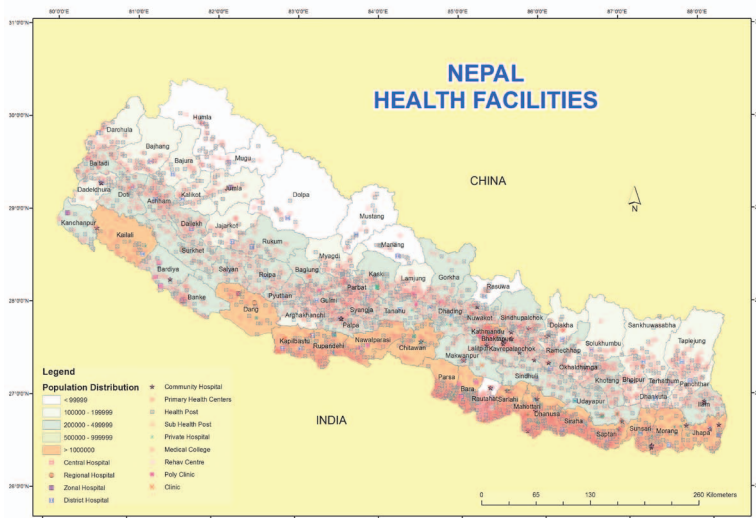 80°0'0"E 81°0'0"E 82°0'0"E 83°0'0"E 84°0'0"E 85°0'0"E 86°0'0"E 87°0'0"E 88°0'0"E
31°0'0"N
30°0'0"N
29°0'0"N
28°0'0"N
27°0'0"N
26°0'0"N
NEPAL
HEALTH FACILITIES
CHINA
INDIA
N
Humla
Darchula
Bajhang
Mugu
Baitadi
Bajura
Dadeldhura
Doti
Jumla
Kalikot
Dolpa
Achham
Mustang
Kanchanpur
Dailekh
Jajarkot
Kailali
Manang
Rukum
Surkhet
Myagdi
Gorkha
Bardiya
Salyan
Rolpa
Baglung
Kaski
Lamjung
Rasuwa
Parbat
Banke
Pyuthan
Gulmi
Syangja
Tanahu
Dhading
Nuwakot
Sindhupalchok
Dang
Arghakhanchi
Palpa
Kathmandu
Bhaktapur
Dolakha
Sankhuwasabha
Taplejung
Solukhumbu
Kapilbastu
Rupandehi
Nawalparasi
Chitawan
Lalitpur
Kavrepalanchok
Ramechhap
Makwanpur
Okhaldhunga
Khotang
Bhojpur
Terhathum
Panchthar
Parsa
Bara
Rautahat
Sarlahi
Mahottari
Dhanusa
Sindhuli
Udayapur
Dhankuta
Ilam
Siraha
Saptari
Sunsari
Morang
Jhapa
Legend
Population Distribution
< 99999
100000 - 199999
200000 - 499999
500000 - 999999
> 1000000
Central Hospital
Regional Hospital
Zonal Hospital
District Hospital
Community Hospital
Primary Health Centers
Health Post
Sub Health Post
Private Hospital
Medical College
Rehav Centre
Poly Clinic
Clinic
0 65 130 260 Kilometers